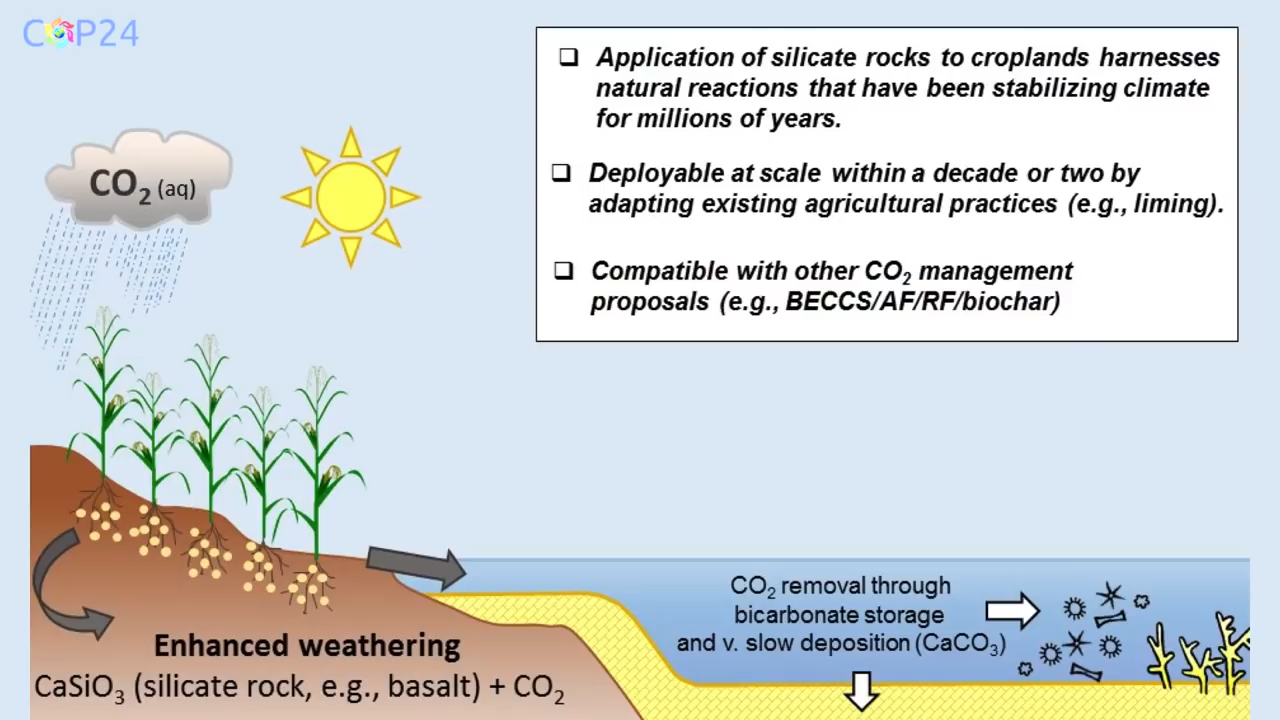 COP24
❑ Application of silicate rocks to croplands harnesses
natural reactions that have been stabilizing climate
for millions of years.
❑ Deployable at scale within a decade or two by
adapting existing agricultural practices (e.g., liming).
❑ Compatible with other CO₂ management
proposals (e.g., BECCS/AF/RF/biochar)
CO₂ (aq)
CO₂ removal through
bicarbonate storage
and v. slow deposition (CaCO₃)
Enhanced weathering
CaSiO₃ (silicate rock, e.g., basalt) + CO₂